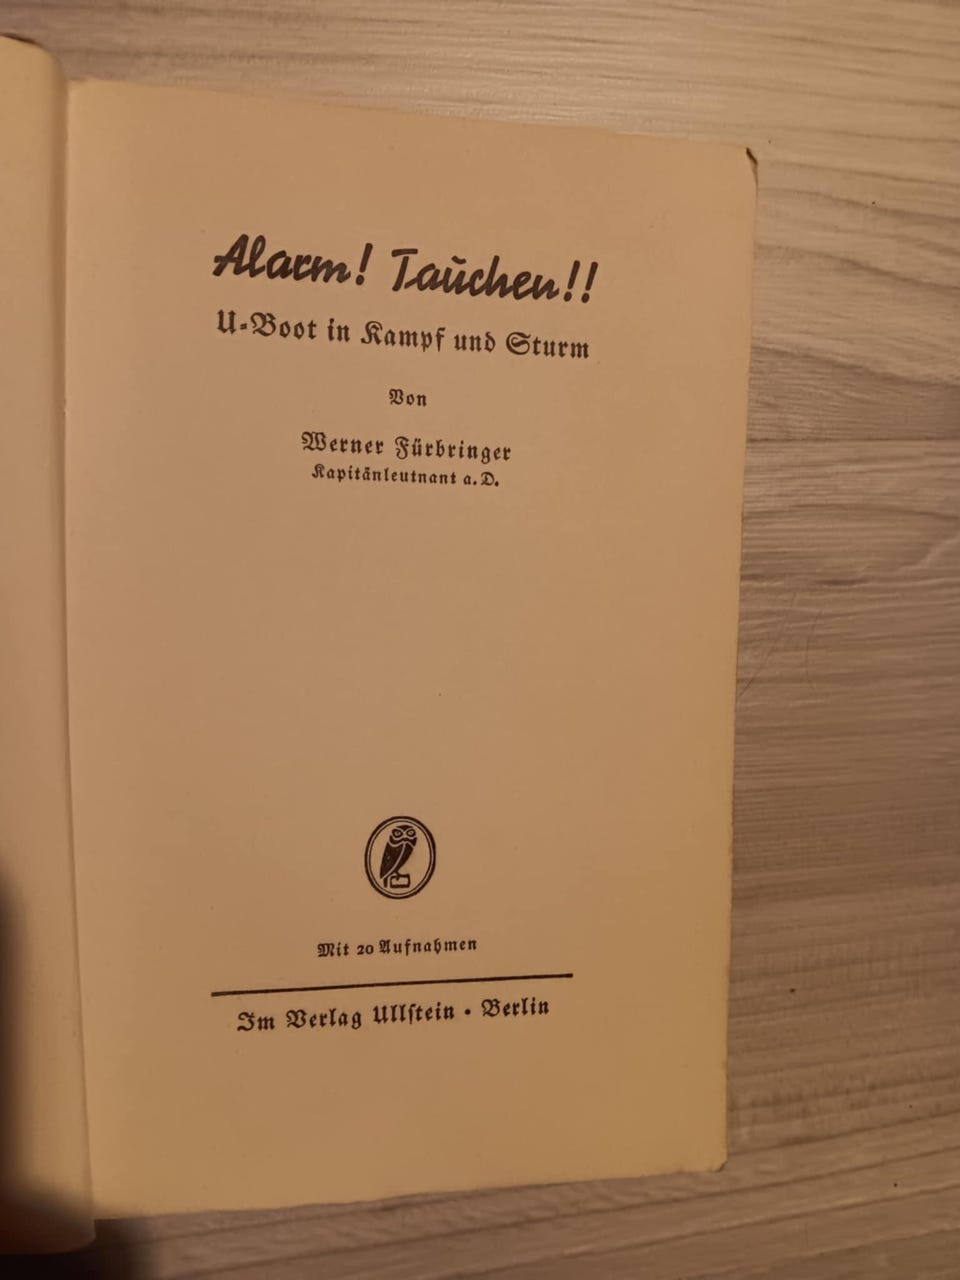 Alarm! Tauchen!!
U-Boot in Kampf und Sturm
Von
Werner Fürbringer
Kapitänleutnant a. D.
Mit 20 Aufnahmen
Im Verlag Ullstein • Berlin